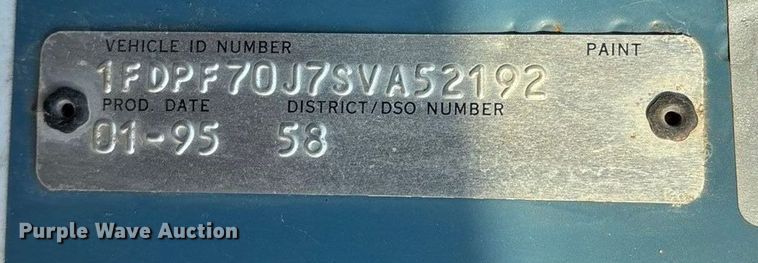 VEHICLE ID NUMBER PAINT
1FDPF70J7SVA52192
PROD. DATE DISTRICT/DSO NUMBER
01-95 58
Purple Wave Auction